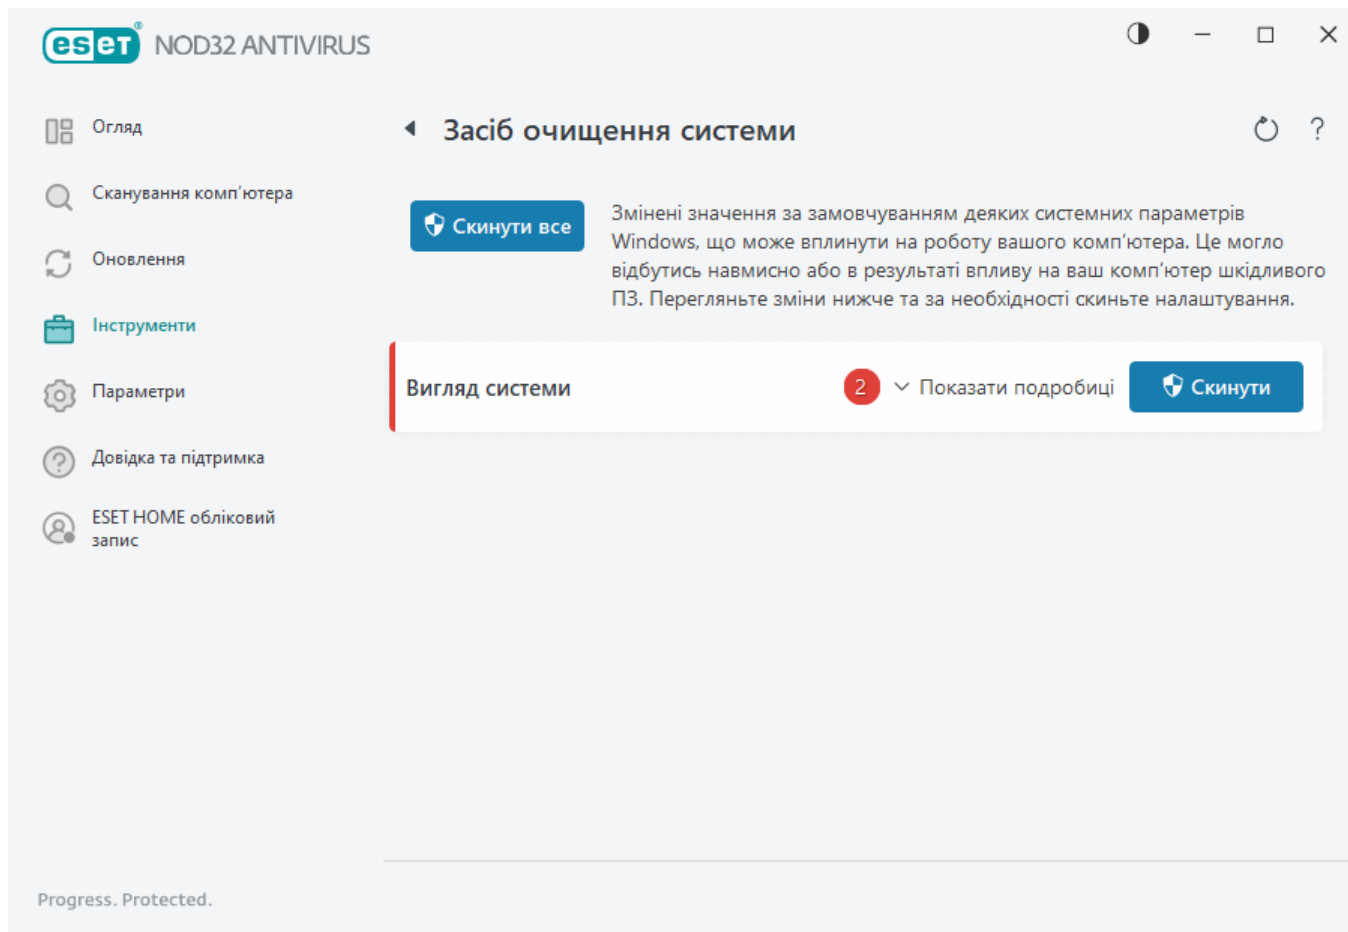 eset® NOD32 ANTIVIRUS
Огляд
Сканування комп'ютера
Оновлення
Інструменти
Параметри
Довідка та підтримка
ESET HOME обліковий
запис
Засіб очищення системи
?
Скинути все
Змінені значення за замовчуванням деяких системних параметрів
Windows, що може вплинути на роботу вашого комп'ютера. Це могло
відбутись навмисно або в результаті впливу на ваш комп'ютер шкідливого
ПЗ. Перегляньте зміни нижче та за необхідності скиньте налаштування.
Вигляд системи 2 Показати подробиці Скинути
Progress. Protected.